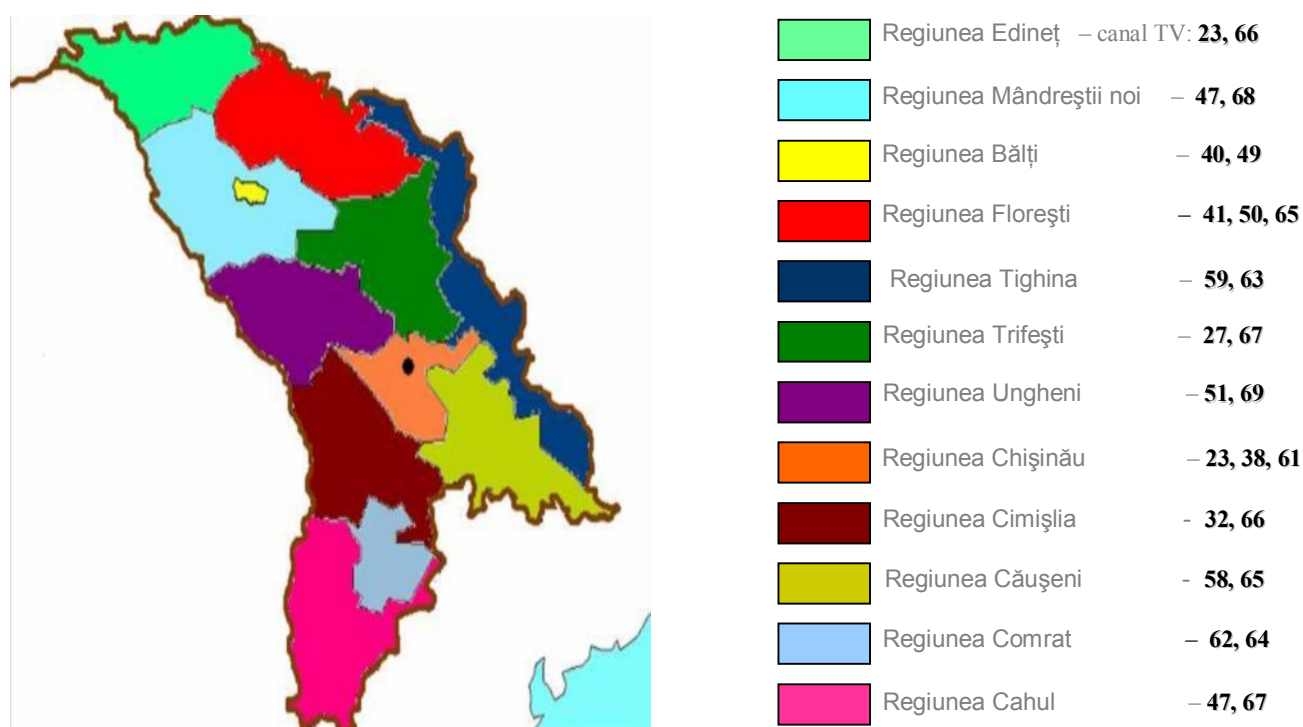 Regiunea Edineț – canal TV: 23, 66
Regiunea Mândreştii noi – 47, 68
Regiunea Bălți – 40, 49
Regiunea Floreşti – 41, 50, 65
Regiunea Tighina – 59, 63
Regiunea Trifeşti – 27, 67
Regiunea Ungheni – 51, 69
Regiunea Chişinău – 23, 38, 61
Regiunea Cimişlia - 32, 66
Regiunea Căuşeni - 58, 65
Regiunea Comrat – 62, 64
Regiunea Cahul – 47, 67